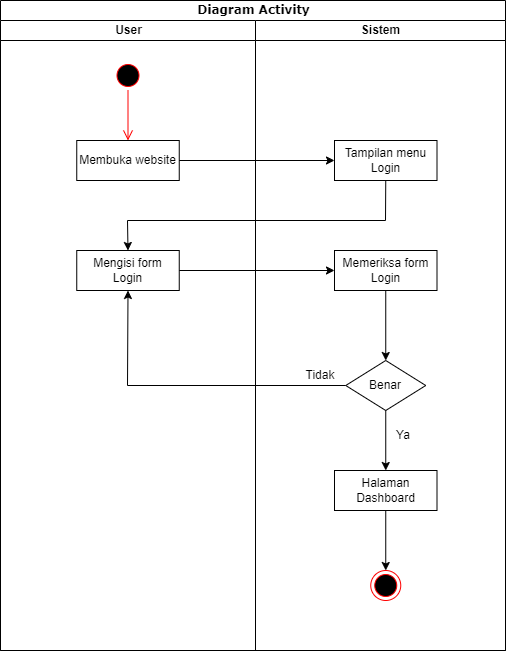 Diagram Activity
User
Sistem
Membuka website
Tampilan menu
Login
Mengisi form
Login
Memeriksa form
Login
Tidak
Benar
Ya
Halaman
Dashboard